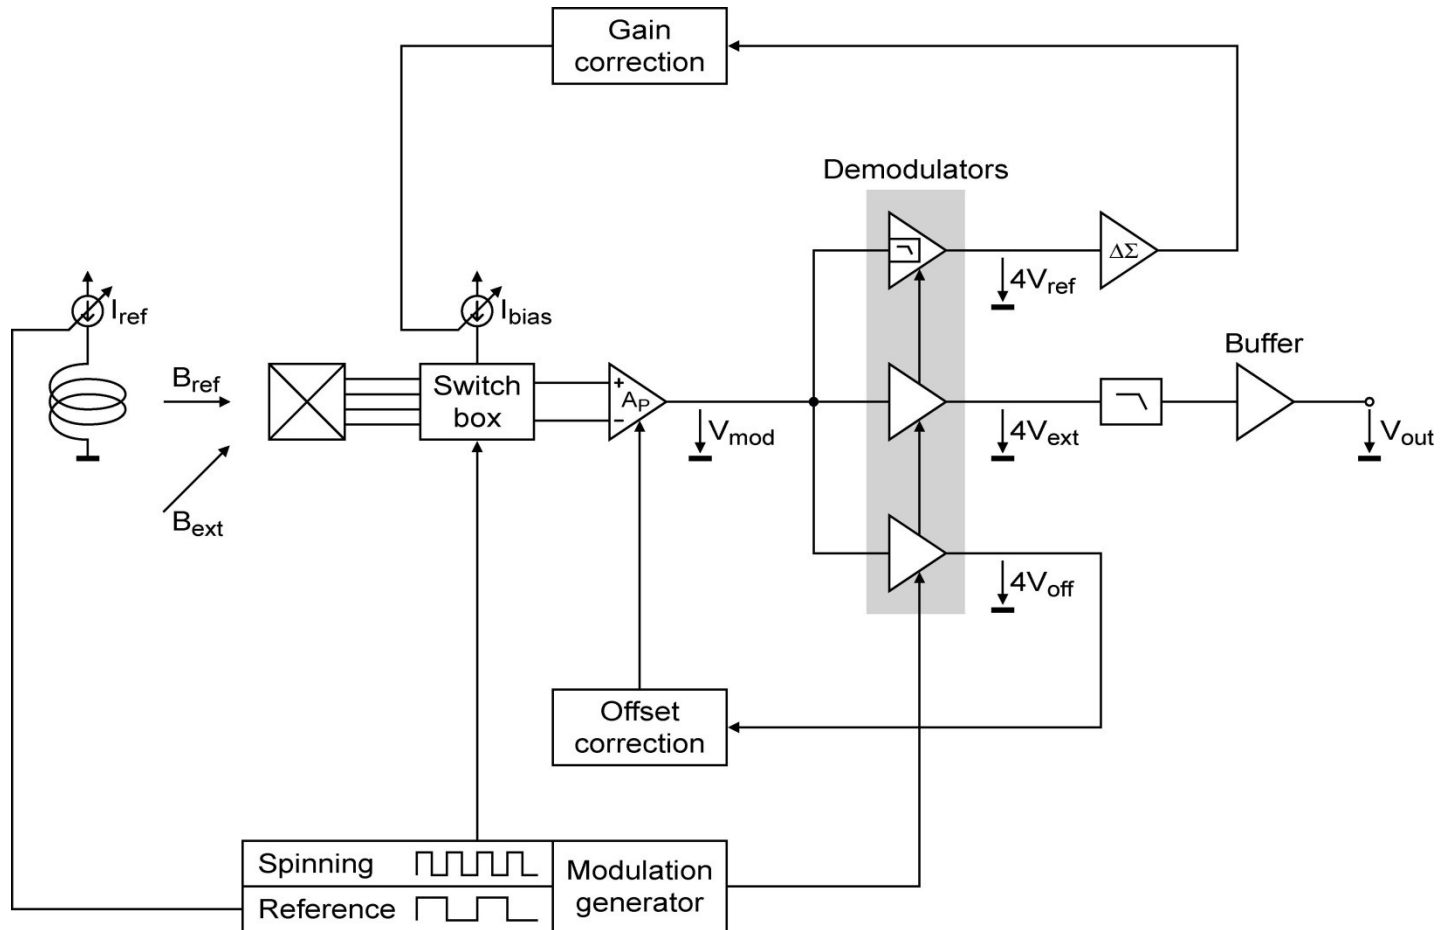 Gain
correction
Demodulators
ΔΣ
4Vref
Iref
Ibias
Buffer
Bref
Switch
box
+
AP
−
Vmod
4Vext
Vout
Bext
4Voff
Offset
correction
Spinning
Modulation
generator
Reference